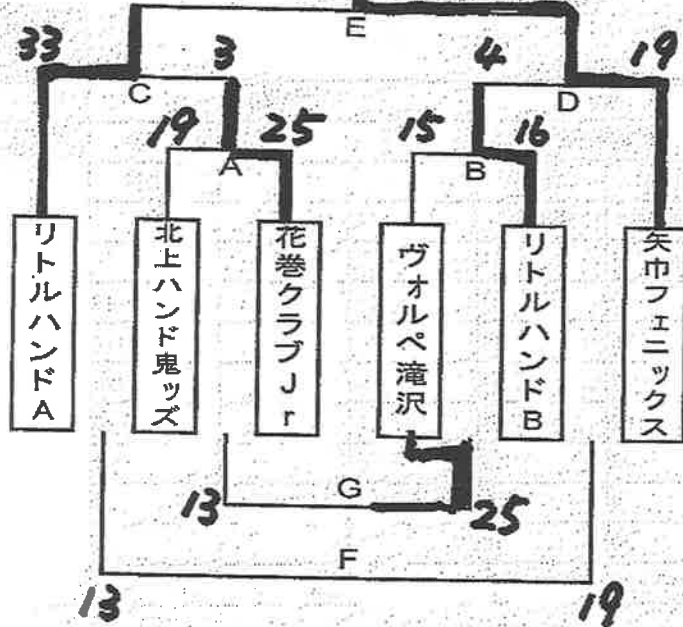 E
33
3
4
19
C
D
19
25
15
16
A
B
リトルハンドA
北上ハンド鬼ッズ
花巻クラブJr
ヴォルペ滝沢
リトルハンドB
矢巾フェニックス
G
13
25
F
13
19